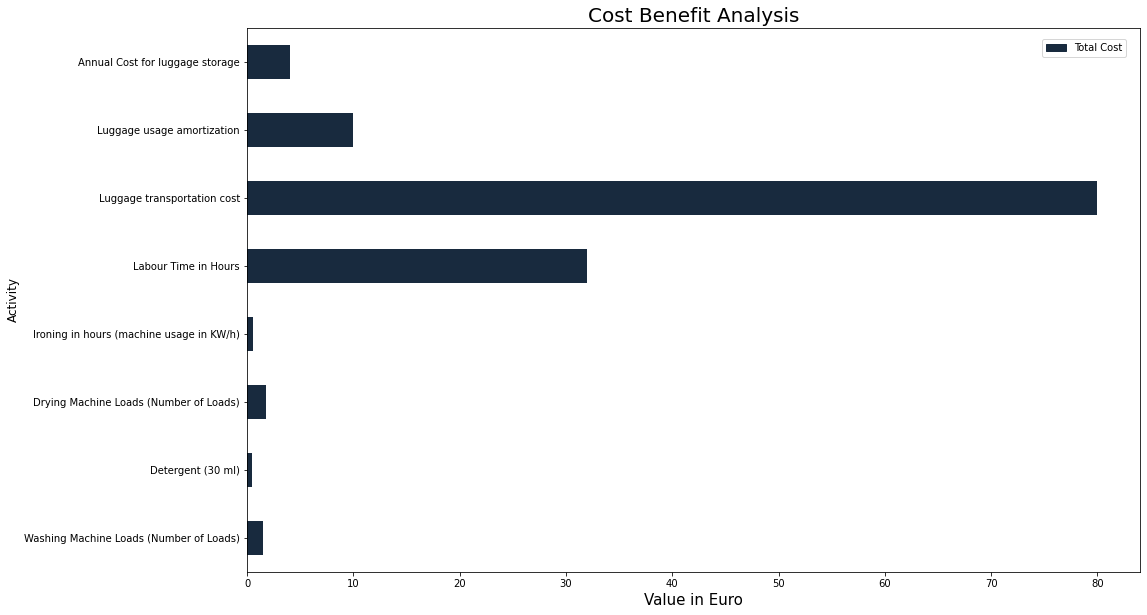 Cost Benefit Analysis
Total Cost
Annual Cost for luggage storage
Luggage usage amortization
Luggage transportation cost
Labour Time in Hours
Ironing in hours (machine usage in KW/h)
Drying Machine Loads (Number of Loads)
Detergent (30 ml)
Washing Machine Loads (Number of Loads)
Activity
0 10 20 30 40 50 60 70 80
Value in Euro